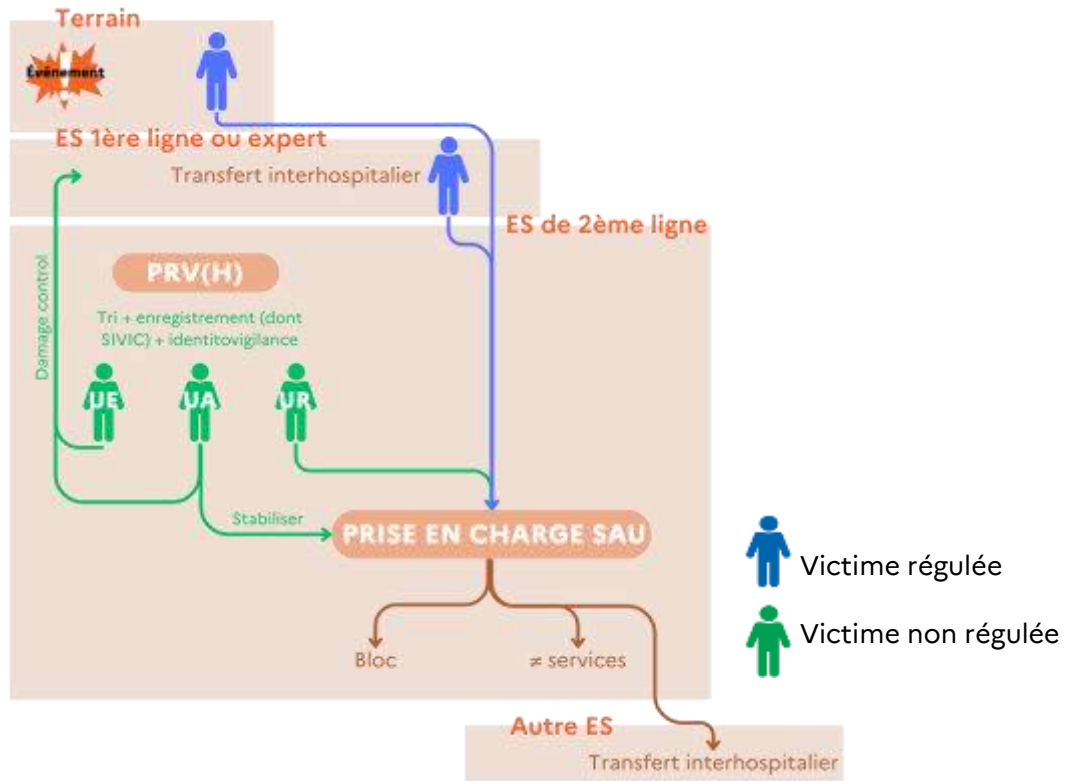 Terrain
Événement
ES 1ère ligne ou expert
Transfert interhospitalier
ES de 2ème ligne
PRV(H)
Damage control
Tri + enregistrement (dont
SIVIC) + identitovigilance
UE
UA
UR
Stabiliser
PRISE EN CHARGE SAU
Victime régulée
Victime non régulée
Bloc
≠ services
Autre ES
Transfert interhospitalier